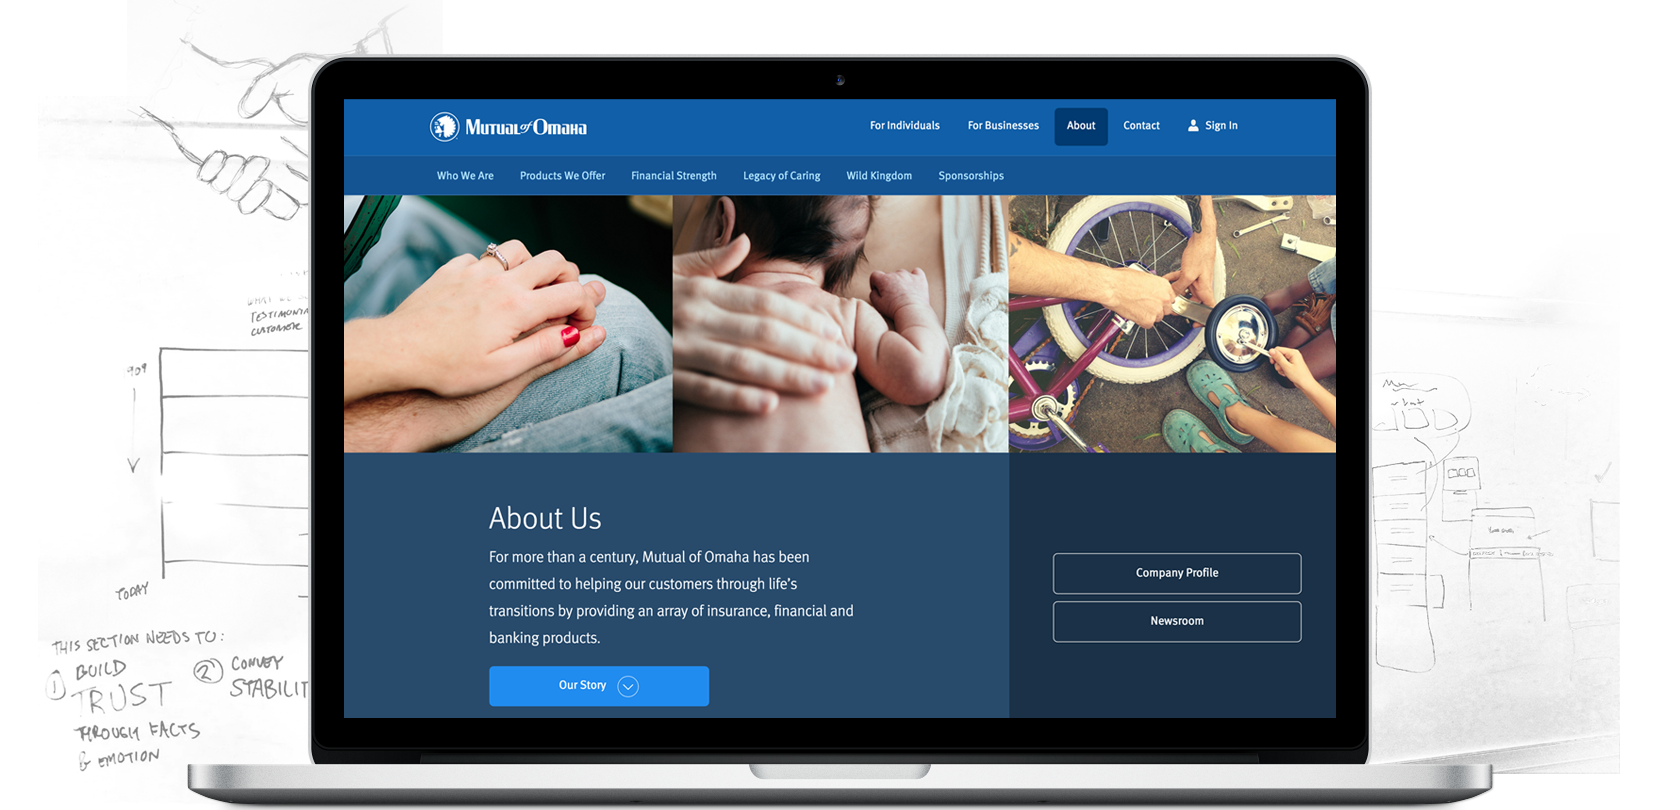 Mutual of Omaha
For Individuals
For Businesses
About
Contact
Sign In
Who We Are
Products We Offer
Financial Strength
Legacy of Caring
Wild Kingdom
Sponsorships
About Us
For more than a century, Mutual of Omaha has been
committed to helping our customers through life's
transitions by providing an array of insurance, financial and
banking products.
Our Story
Company Profile
Newsroom
CUSTOMER
1909
TODAY
THIS SECTION NEEDS TO:
1 BUILD
TRUST
THROUGH FACTS
& EMOTION
2 CONVEY